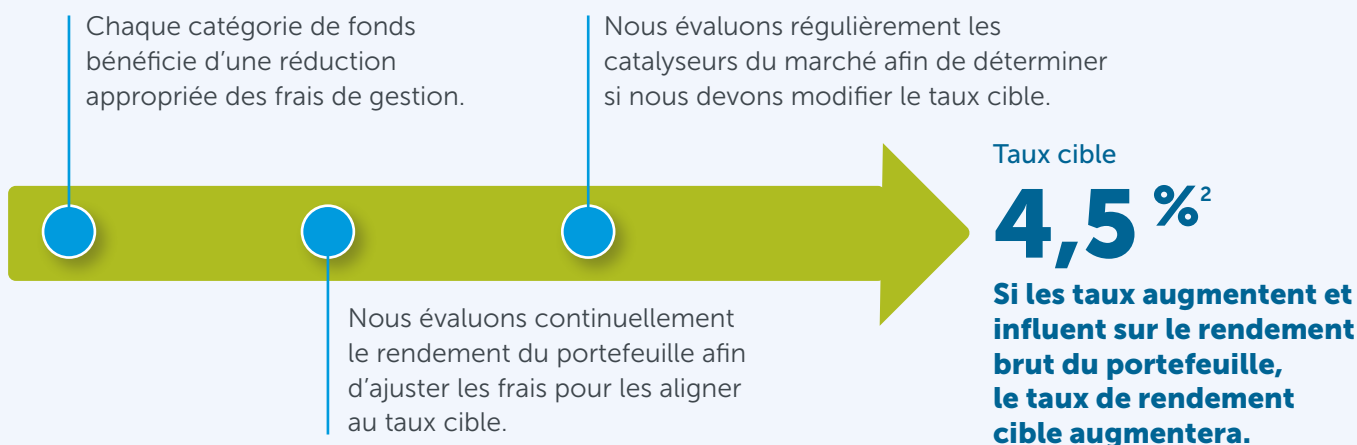 Chaque catégorie de fonds
bénéficie d'une réduction
appropriée des frais de gestion.
Nous évaluons régulièrement les
catalyseurs du marché afin de déterminer
si nous devons modifier le taux cible.
Nous évaluons continuellement
le rendement du portefeuille afin
d'ajuster les frais pour les aligner
au taux cible.
Taux cible
4,5 %²
Si les taux augmentent et
influent sur le rendement
brut du portefeuille,
le taux de rendement
cible augmentera.